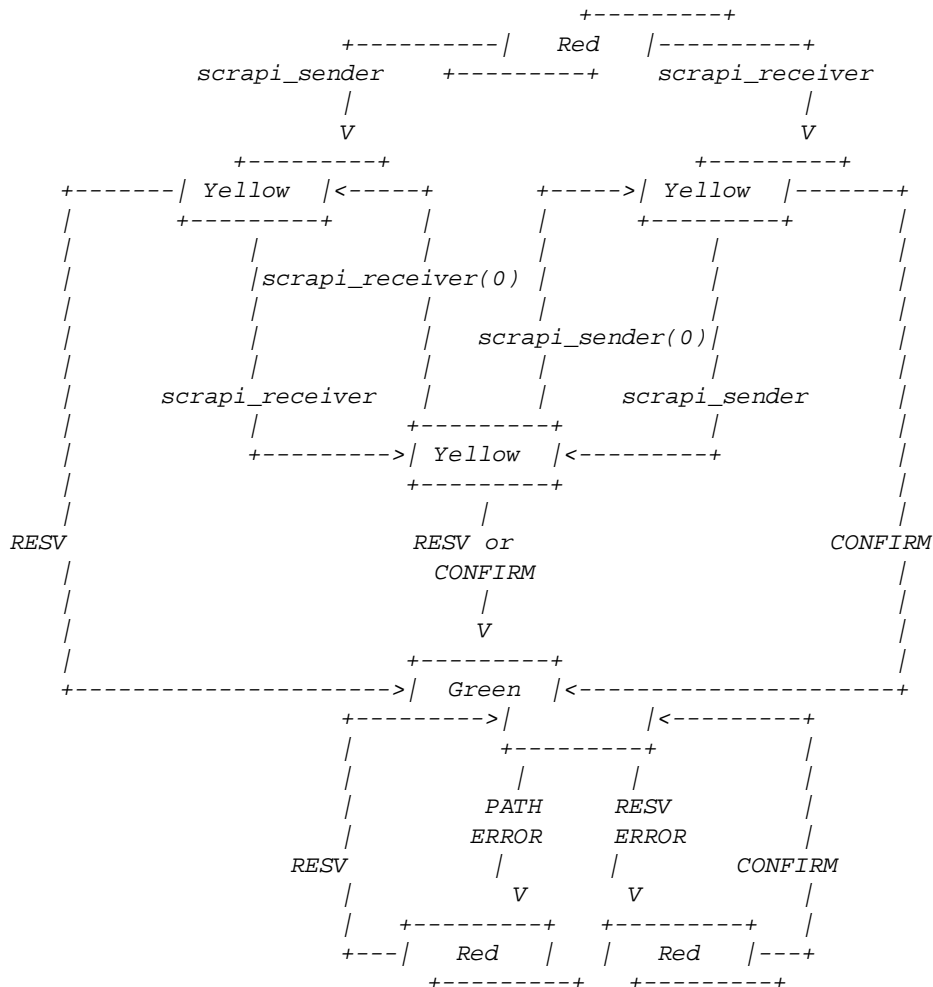 +---------+
+----------|   Red   |----------+
scrapi_sender    +---------+    scrapi_receiver
|                               |
V                               V
+---------+                     +---------+
+-------| Yellow  |<-----+       +----->| Yellow  |-------+
|       +---------+      |       |      +---------+       |
|            |           |       |           |            |
|            |scrapi_receiver(0) |           |            |
|            |           |       |           |            |
|            |           |   scrapi_sender(0)|            |
|            |           |       |           |            |
|      scrapi_receiver   |       |     scrapi_sender      |
|            |          +---------+          |            |
|            +--------->| Yellow  |<---------+            |
|                       +---------+                       |
|                            |                            |
RESV                      RESV or                      CONFIRM
|                         CONFIRM                         |
|                            |                            |
|                            V                            |
|                       +---------+                       |
+---------------------->|  Green  |<----------------------+
+--------->|         |<---------+
|          +---------+          |
|            |       |          |
|          PATH    RESV         |
|         ERROR    ERROR        |
RESV         |       |       CONFIRM
|            V       V          |
|   +---------+   +---------+   |
+---|   Red   |   |   Red   |---+
+---------+   +---------+